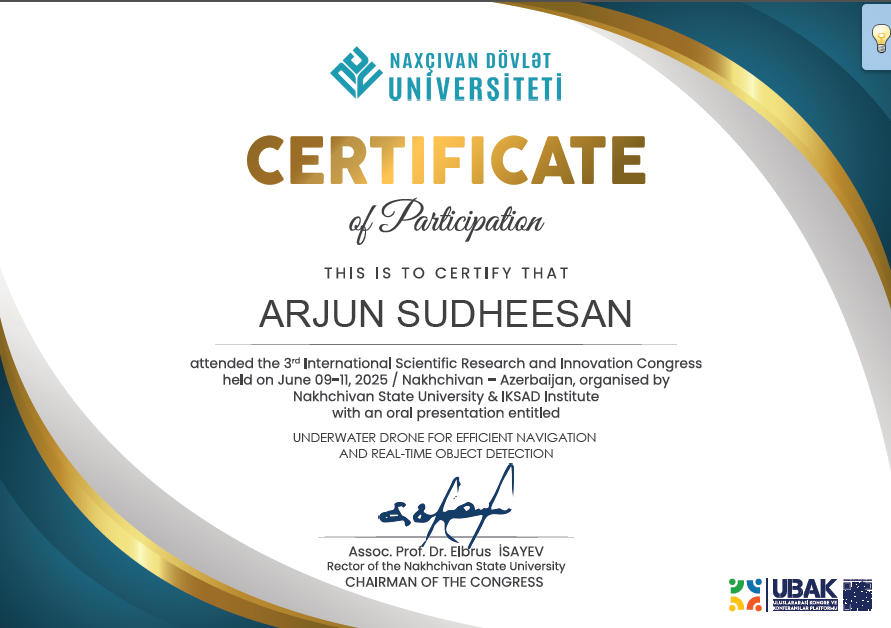 NAXÇIVAN DÖVLƏT
UNİVERSİTETİ
CERTIFICATE
of Participation
THIS IS TO CERTIFY THAT
ARJUN SUDHEESAN
attended the 3rd International Scientific Research and Innovation Congress
held on June 09-11, 2025 / Nakhchivan - Azerbaijan, organised by
Nakhchivan State University & IKSAD Institute
with an oral presentation entitled
UNDERWATER DRONE FOR EFFICIENT NAVIGATION
AND REAL-TIME OBJECT DETECTION
Assoc. Prof. Dr. Elbrus İSAYEV
Rector of the Nakhchivan State University
CHAIRMAN OF THE CONGRESS
UBAK
ULUSLARARASI KONGRE VE
KONFERANSLAR PLATFORMU